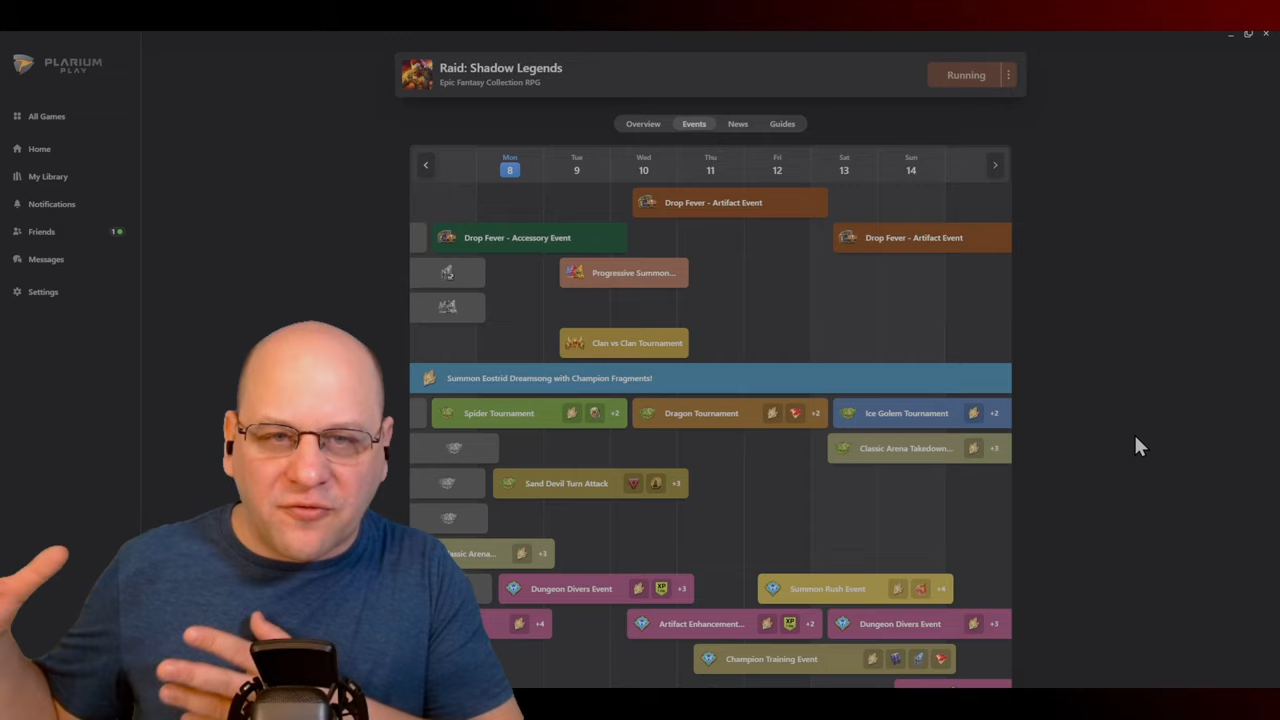 PLARIUM
PLAY
Raid: Shadow Legends
Epic Fantasy Collection RPG
Running
All Games
Home
My Library
Notifications
Friends
1
Messages
Settings
Overview
Events
News
Guides
Mon
8
Tue
9
Wed
10
Thu
11
Fri
12
Sat
13
Sun
14
Drop Fever - Artifact Event
Drop Fever - Accessory Event
Drop Fever - Artifact Event
Progressive Summon...
Clan vs Clan Tournament
Summon Eostrid Dreamsong with Champion Fragments!
Spider Tournament
+2
Dragon Tournament
+2
Ice Golem Tournament
+2
Classic Arena Takedown...
+3
Sand Devil Turn Attack
+3
assic Arena...
+3
Dungeon Divers Event
XP
+3
Summon Rush Event
+4
+4
Artifact Enhancement...
XP
+2
Dungeon Divers Event
+3
Champion Training Event